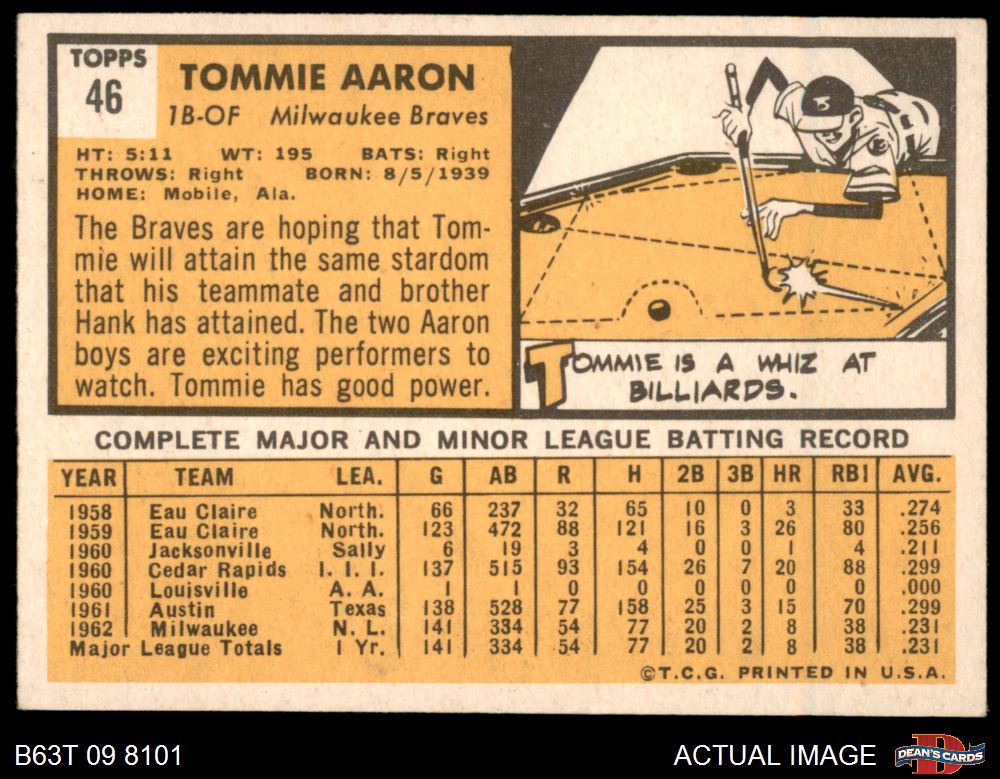 TOPPS
46
TOMMIE AARON
1B-OF Milwaukee Braves
HT: 5:11 WT: 195 BATS: Right
THROWS: Right BORN: 8/5/1939
HOME: Mobile, Ala.
The Braves are hoping that Tom-
mie will attain the same stardom
that his teammate and brother
Hank has attained. The two Aaron
boys are exciting performers to
watch. Tommie has good power.
TOMMIE IS A WHIZ AT
BILLIARDS.
COMPLETE MAJOR AND MINOR LEAGUE BATTING RECORD
YEAR TEAM LEA. G AB R H 2B 3B HR RBI AVG.
1958 Eau Claire North. 66 237 32 65 10 0 3 33 .274
1959 Eau Claire North. 123 472 88 121 16 3 26 80 .256
1960 Jacksonville Sally 6 19 3 4 0 0 1 4 .211
1960 Cedar Rapids I. I. I. 137 515 93 154 26 7 20 88 .299
1960 Louisville A. A. 1 1 0 0 0 0 0 0 .000
1961 Austin Texas 138 528 77 158 25 3 15 70 .299
1962 Milwaukee N. L. 141 334 54 77 20 2 8 38 .231
Major League Totals 1 Yr. 141 334 54 77 20 2 8 38 .231
©T.C.G. PRINTED IN U.S.A.
B63T 09 8101
ACTUAL IMAGE
DEAN'S CARDS